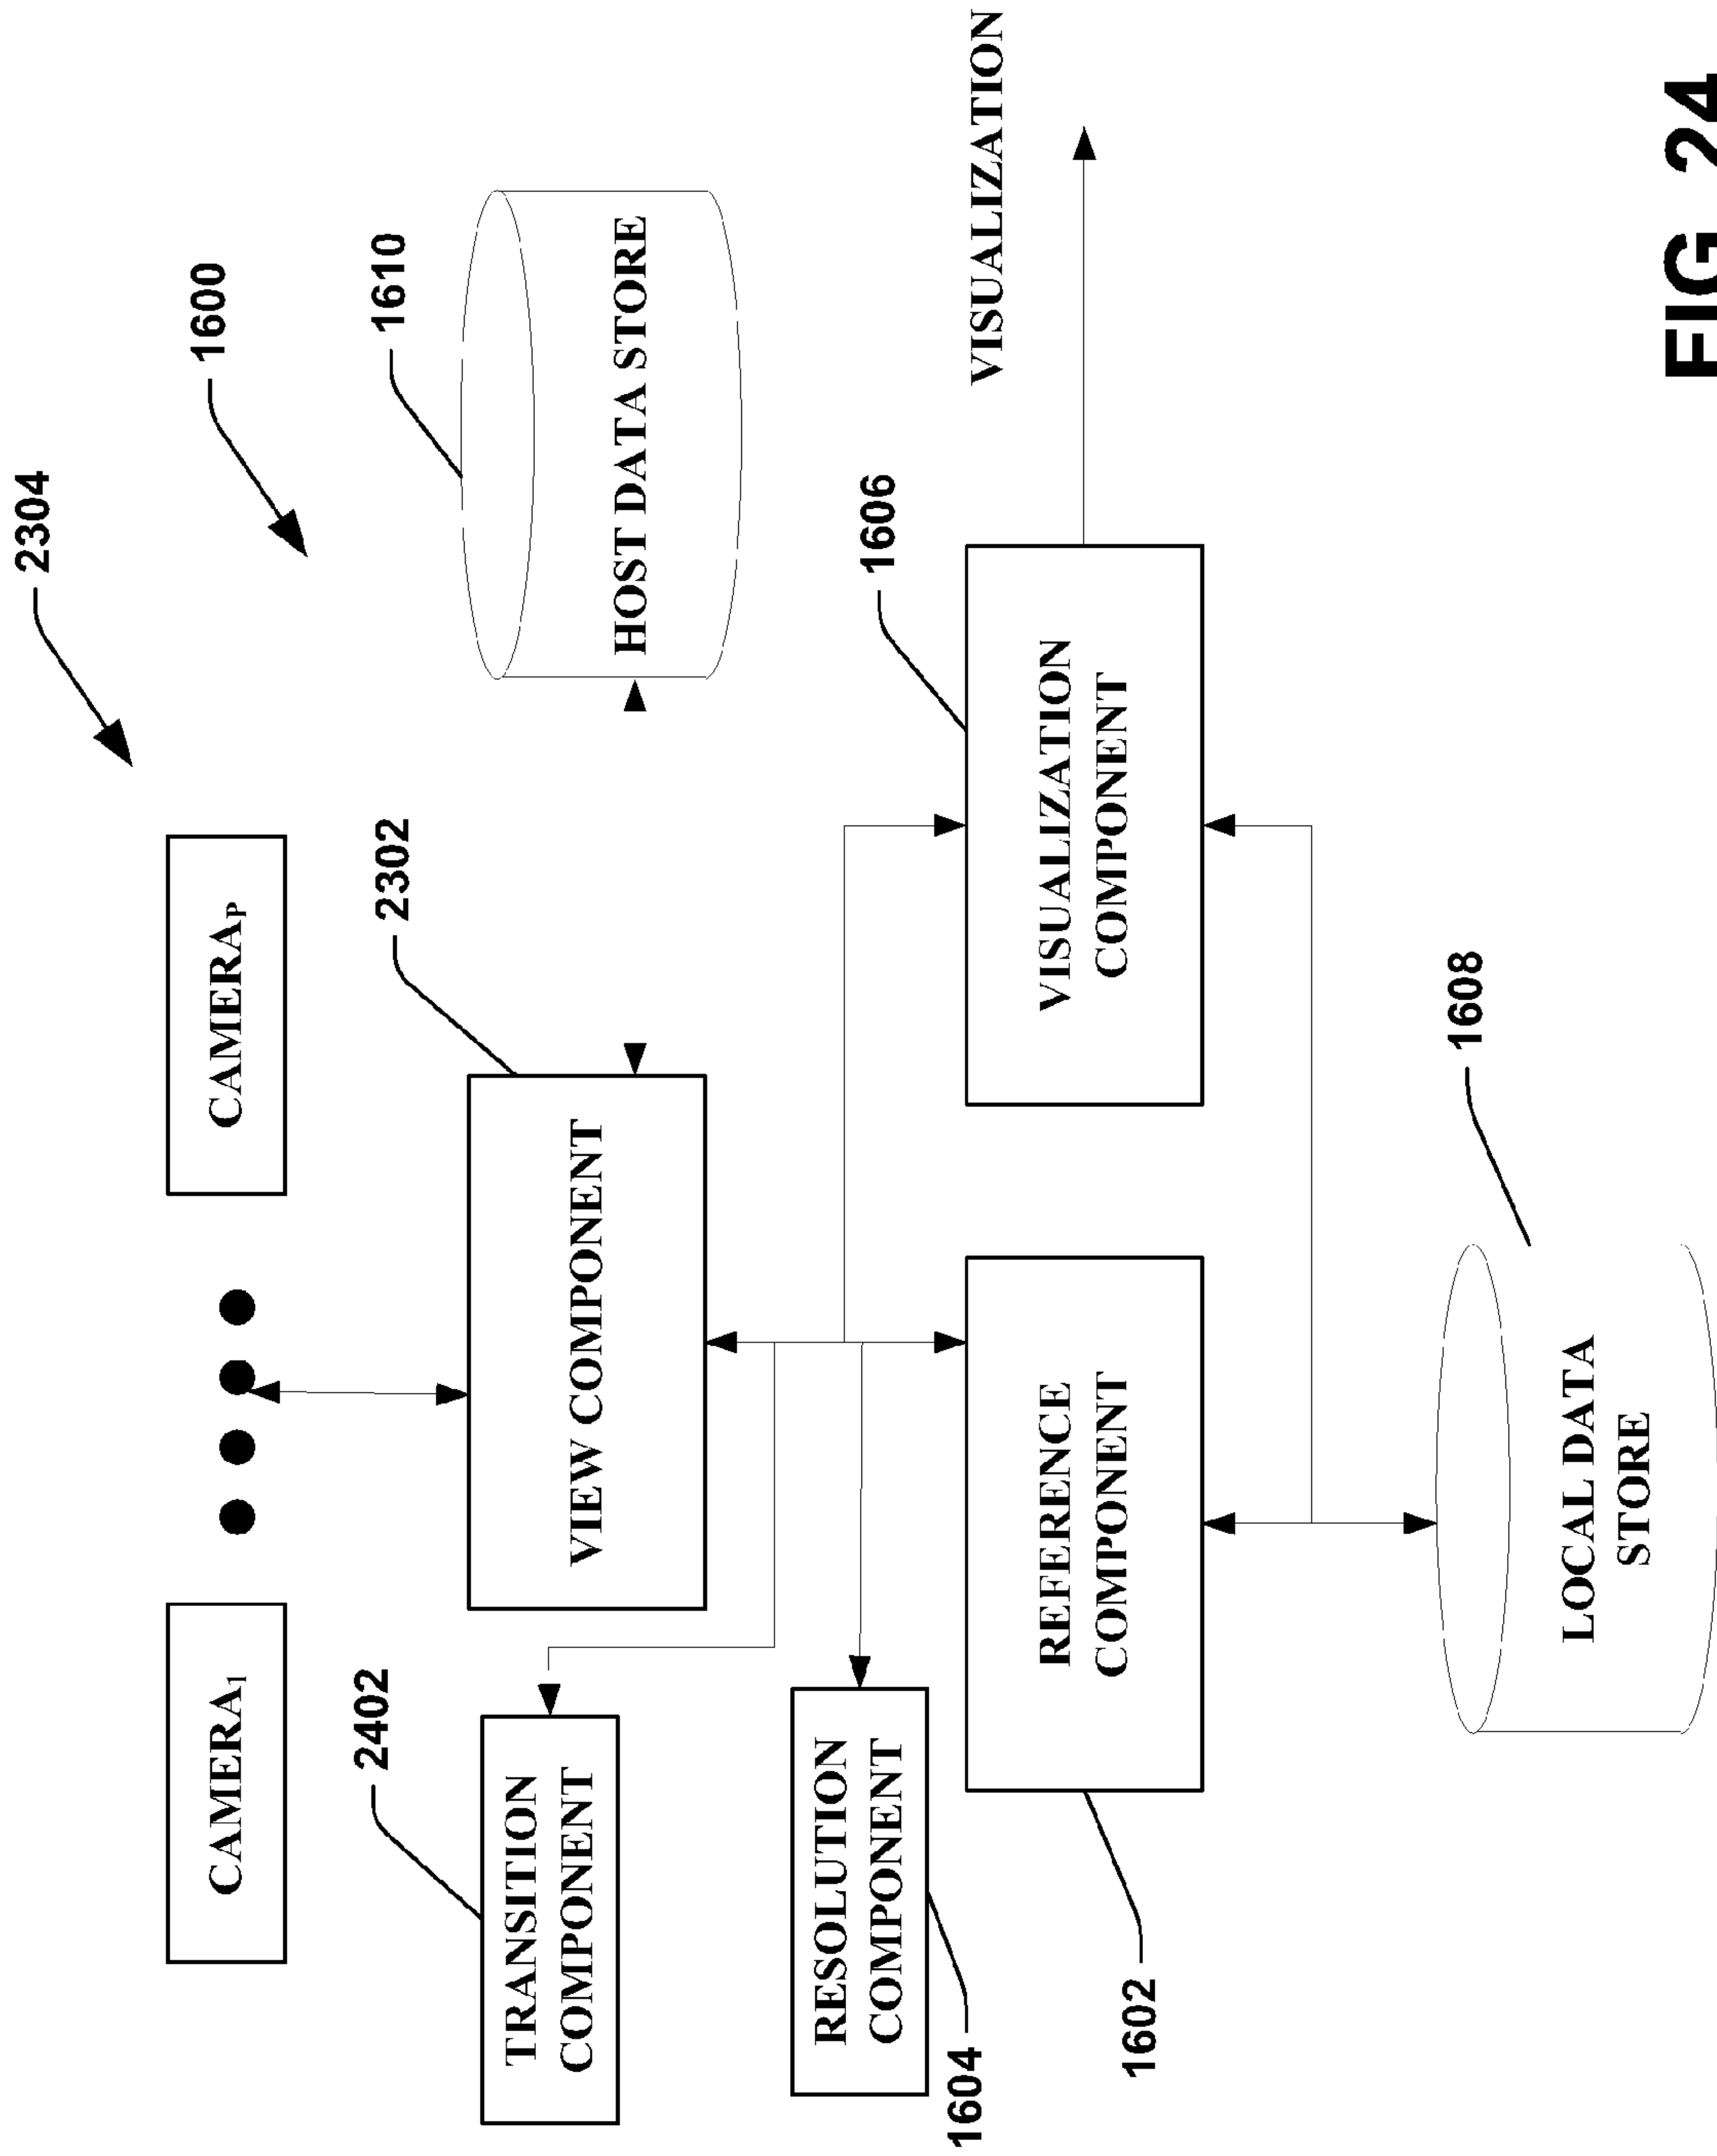 2304
1600
CAMERA1
CAMERAP
2402
2302
1610
TRANSITION
COMPONENT
VIEW COMPONENT
HOST DATA STORE
RESOLUTION
COMPONENT
1604
1606
VISUALIZATION
REFERENCE
COMPONENT
VISUALIZATION
COMPONENT
1602
1608
LOCAL DATA
STORE
FIG 24